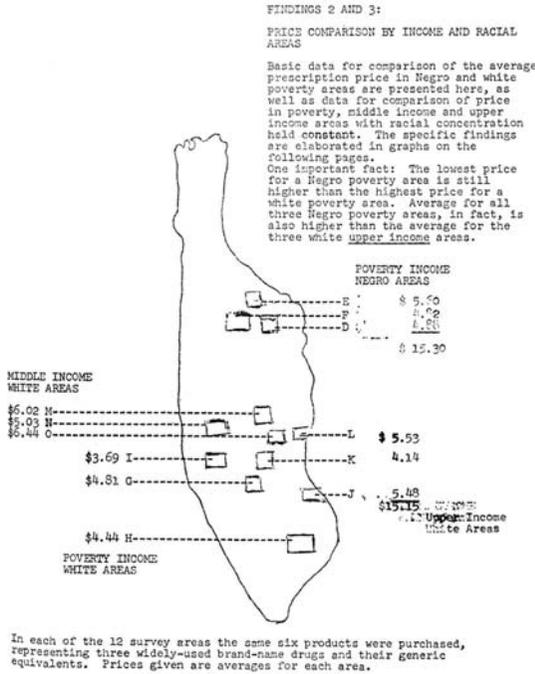 FINDINGS 2 AND 3:
PRICE COMPARISON BY INCOME AND RACIAL
AREAS
Basic data for comparison of the average
prescription price in Negro and white
poverty areas are presented here, as
well as data for comparison of price
in poverty, middle income and upper
income areas with racial concentration
held constant. The specific findings
are elaborated in graphs on the
following pages.
One important fact: The lowest price
for a Negro poverty area is still
higher than the highest price for a
white poverty area. Average for all
three Negro poverty areas, in fact, is
also higher than the average for the
three white upper income areas.
POVERTY INCOME
NEGRO AREAS
E $ 5.60
F 4.82
D 4.88
$ 15.30
MIDDLE INCOME
WHITE AREAS
$6.02 M
$5.03 N
$6.44 O
L $ 5.53
$3.69 I
K 4.14
$4.81 G
J 5.48
$15.15
Upper Income
White Areas
$4.44 H
POVERTY INCOME
WHITE AREAS
In each of the 12 survey areas the same six products were purchased,
representing three widely-used brand-name drugs and their generic
equivalents. Prices given are averages for each area.